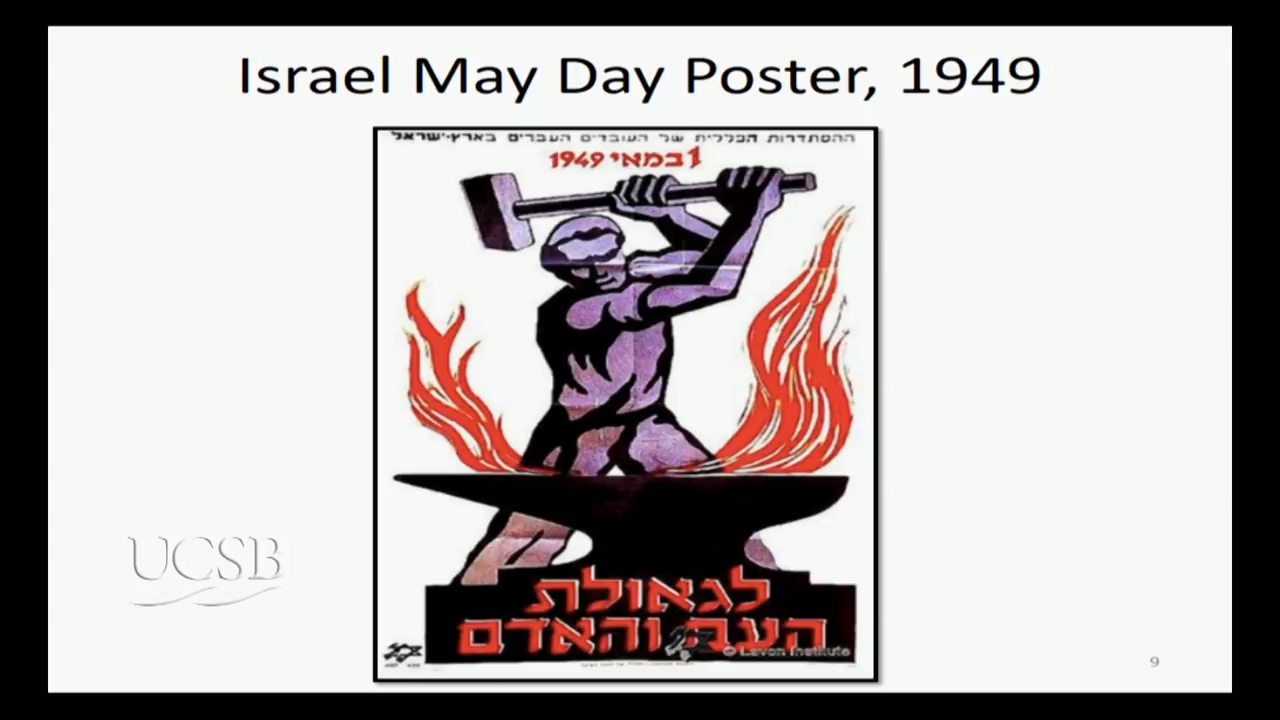 Israel May Day Poster, 1949
ההסתדרות הכללית של העובדים העברים בארץ-ישראל
1 במאי 1949
לגאולת
העם והאדם
© Lavon Institute
UCSB
9